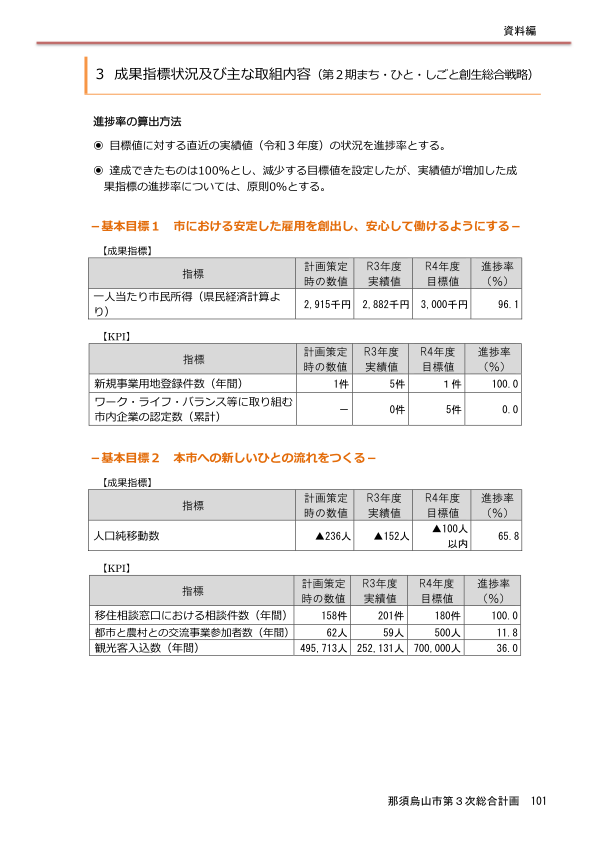 資料編
3 成果指標状況及び主な取組内容（第２期まち・ひと・しごと創生総合戦略）
進捗率の算出方法
◉ 目標値に対する直近の実績値（令和３年度）の状況を進捗率とする。
◉ 達成できたものは100%とし、減少する目標値を設定したが、実績値が増加した成
果指標の進捗率については、原則0%とする。
－基本目標１ 市における安定した雇用を創出し、安心して働けるようにする－
【成果指標】
指標 計画策定時の数値 R3年度実績値 R4年度目標値 進捗率（%）
一人当たり市民所得（県民経済計算より） 2,915千円 2,882千円 3,000千円 96.1
【KPI】
指標 計画策定時の数値 R3年度実績値 R4年度目標値 進捗率（%）
新規事業用地登録件数（年間） 1件 5件 １件 100.0
ワーク・ライフ・バランス等に取り組む市内企業の認定数（累計） － 0件 5件 0.0
－基本目標２ 本市への新しいひとの流れをつくる－
【成果指標】
指標 計画策定時の数値 R3年度実績値 R4年度目標値 進捗率（%）
人口純移動数 ▲236人 ▲152人 ▲100人以内 65.8
【KPI】
指標 計画策定時の数値 R3年度実績値 R4年度目標値 進捗率（%）
移住相談窓口における相談件数（年間） 158件 201件 180件 100.0
都市と農村との交流事業参加者数（年間） 62人 59人 500人 11.8
観光客入込数（年間） 495,713人 252,131人 700,000人 36.0
那須烏山市第３次総合計画 101